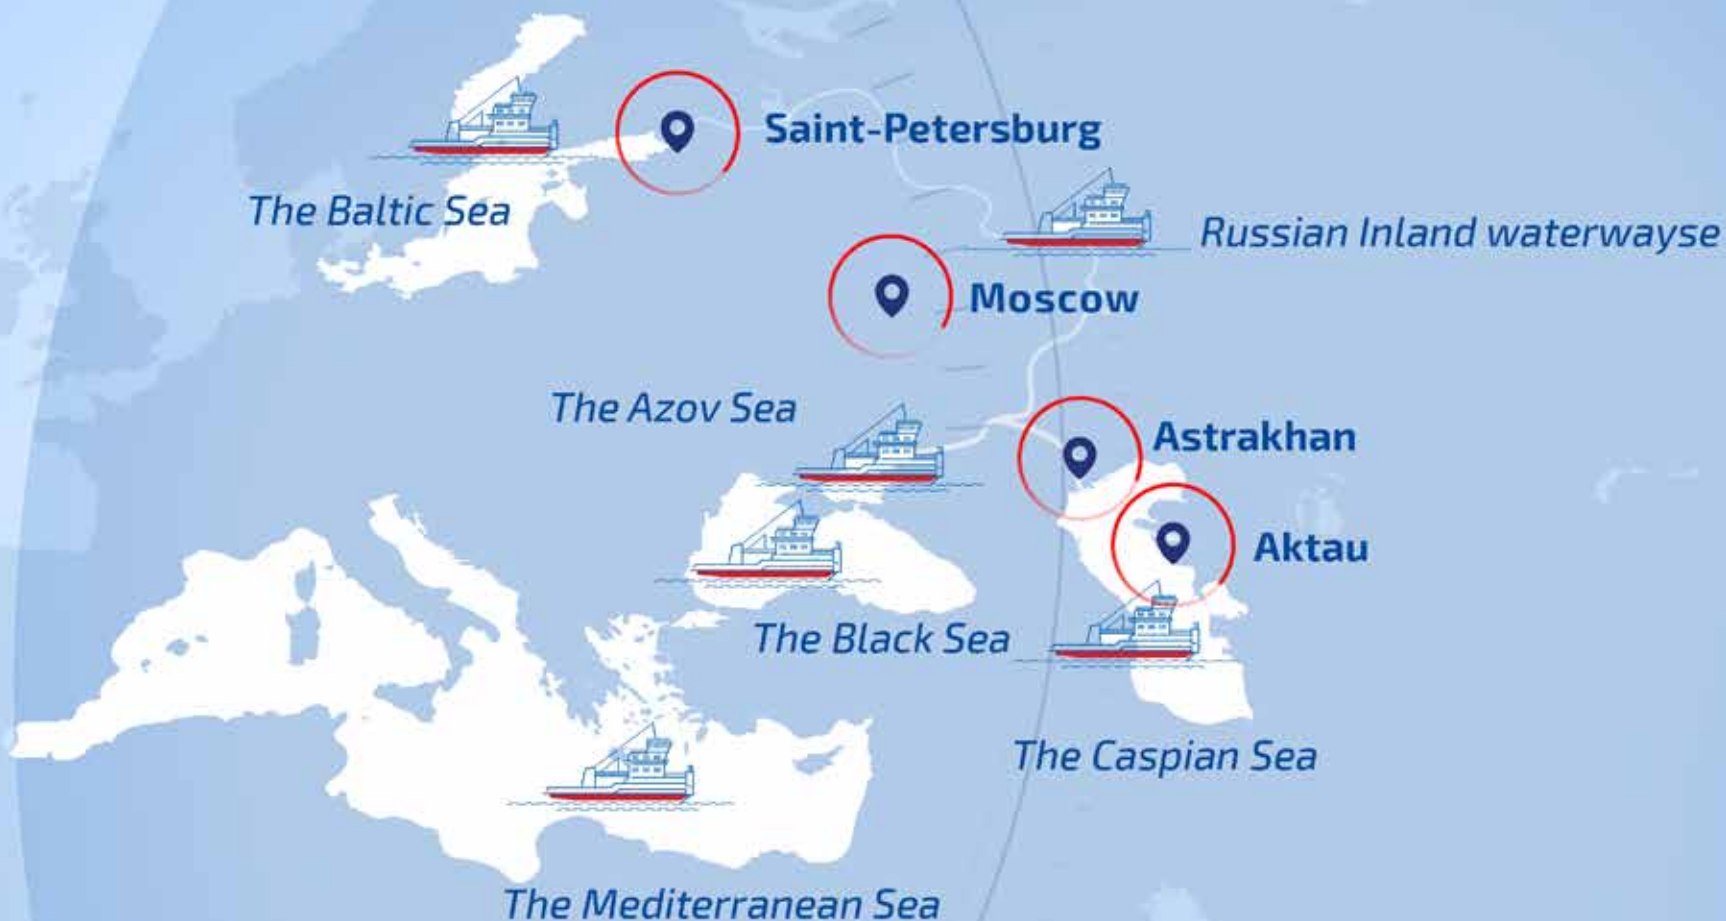 Saint-Petersburg
The Baltic Sea
Russian Inland waterwayse
Moscow
The Azov Sea
Astrakhan
Aktau
The Black Sea
The Caspian Sea
The Mediterranean Sea